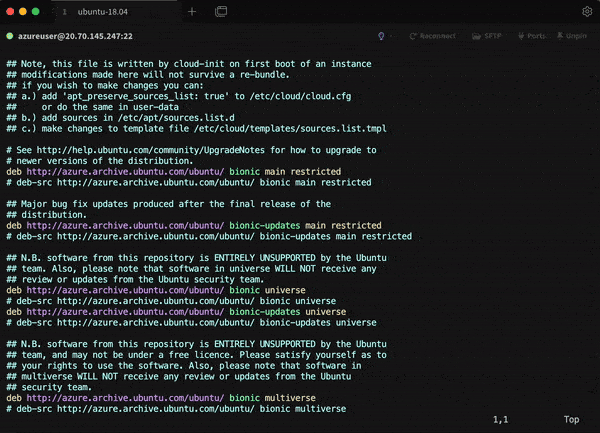 1 ubuntu-18.04
azureuser@20.70.145.247:22 Reconnect SFTP Ports Unpin
## Note, this file is written by cloud-init on first boot of an instance
## modifications made here will not survive a re-bundle.
## if you wish to make changes you can:
## a.) add 'apt_preserve_sources_list: true' to /etc/cloud/cloud.cfg
## or do the same in user-data
## b.) add sources in /etc/apt/sources.list.d
## c.) make changes to template file /etc/cloud/templates/sources.list.tmpl
# See http://help.ubuntu.com/community/UpgradeNotes for how to upgrade to
# newer versions of the distribution.
deb http://azure.archive.ubuntu.com/ubuntu/ bionic main restricted
# deb-src http://azure.archive.ubuntu.com/ubuntu/ bionic main restricted
## Major bug fix updates produced after the final release of the
## distribution.
deb http://azure.archive.ubuntu.com/ubuntu/ bionic-updates main restricted
# deb-src http://azure.archive.ubuntu.com/ubuntu/ bionic-updates main restricted
## N.B. software from this repository is ENTIRELY UNSUPPORTED by the Ubuntu
## team. Also, please note that software in universe WILL NOT receive any
## review or updates from the Ubuntu security team.
deb http://azure.archive.ubuntu.com/ubuntu/ bionic universe
# deb-src http://azure.archive.ubuntu.com/ubuntu/ bionic universe
deb http://azure.archive.ubuntu.com/ubuntu/ bionic-updates universe
# deb-src http://azure.archive.ubuntu.com/ubuntu/ bionic-updates universe
## N.B. software from this repository is ENTIRELY UNSUPPORTED by the Ubuntu
## team, and may not be under a free licence. Please satisfy yourself as to
## your rights to use the software. Also, please note that software in
## multiverse WILL NOT receive any review or updates from the Ubuntu
## security team.
deb http://azure.archive.ubuntu.com/ubuntu/ bionic multiverse
# deb-src http://azure.archive.ubuntu.com/ubuntu/ bionic multiverse
1,1 Top